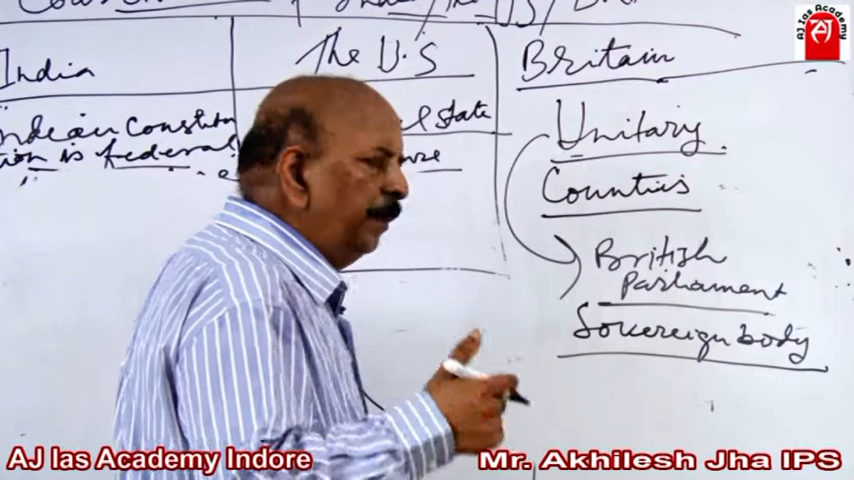 India
The U.S
Britain
Indian Constitu
tion is federal
state
Unitary
Counties
British
Parliament
Sovereign body
AJ Ias Academy
AJ Ias Academy Indore
Mr. Akhilesh Jha IPS